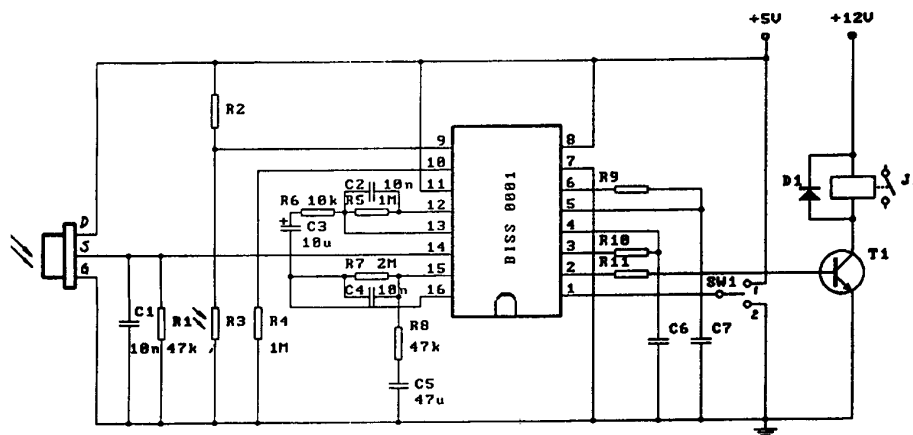 +5V
+12V
R2
9
8
10
7
C2
10n
11
6
R9
D1
J
R6
10k
R5
1M
12
5
C3
10u
13
4
D
S
G
14
3
R10
T1
R7
2M
15
2
R11
C4
10n
16
1
SW1
1
2
BISS 0001
C1
R1
R3
R4
R8
C6
C7
10n
47k
1M
47k
C5
47u